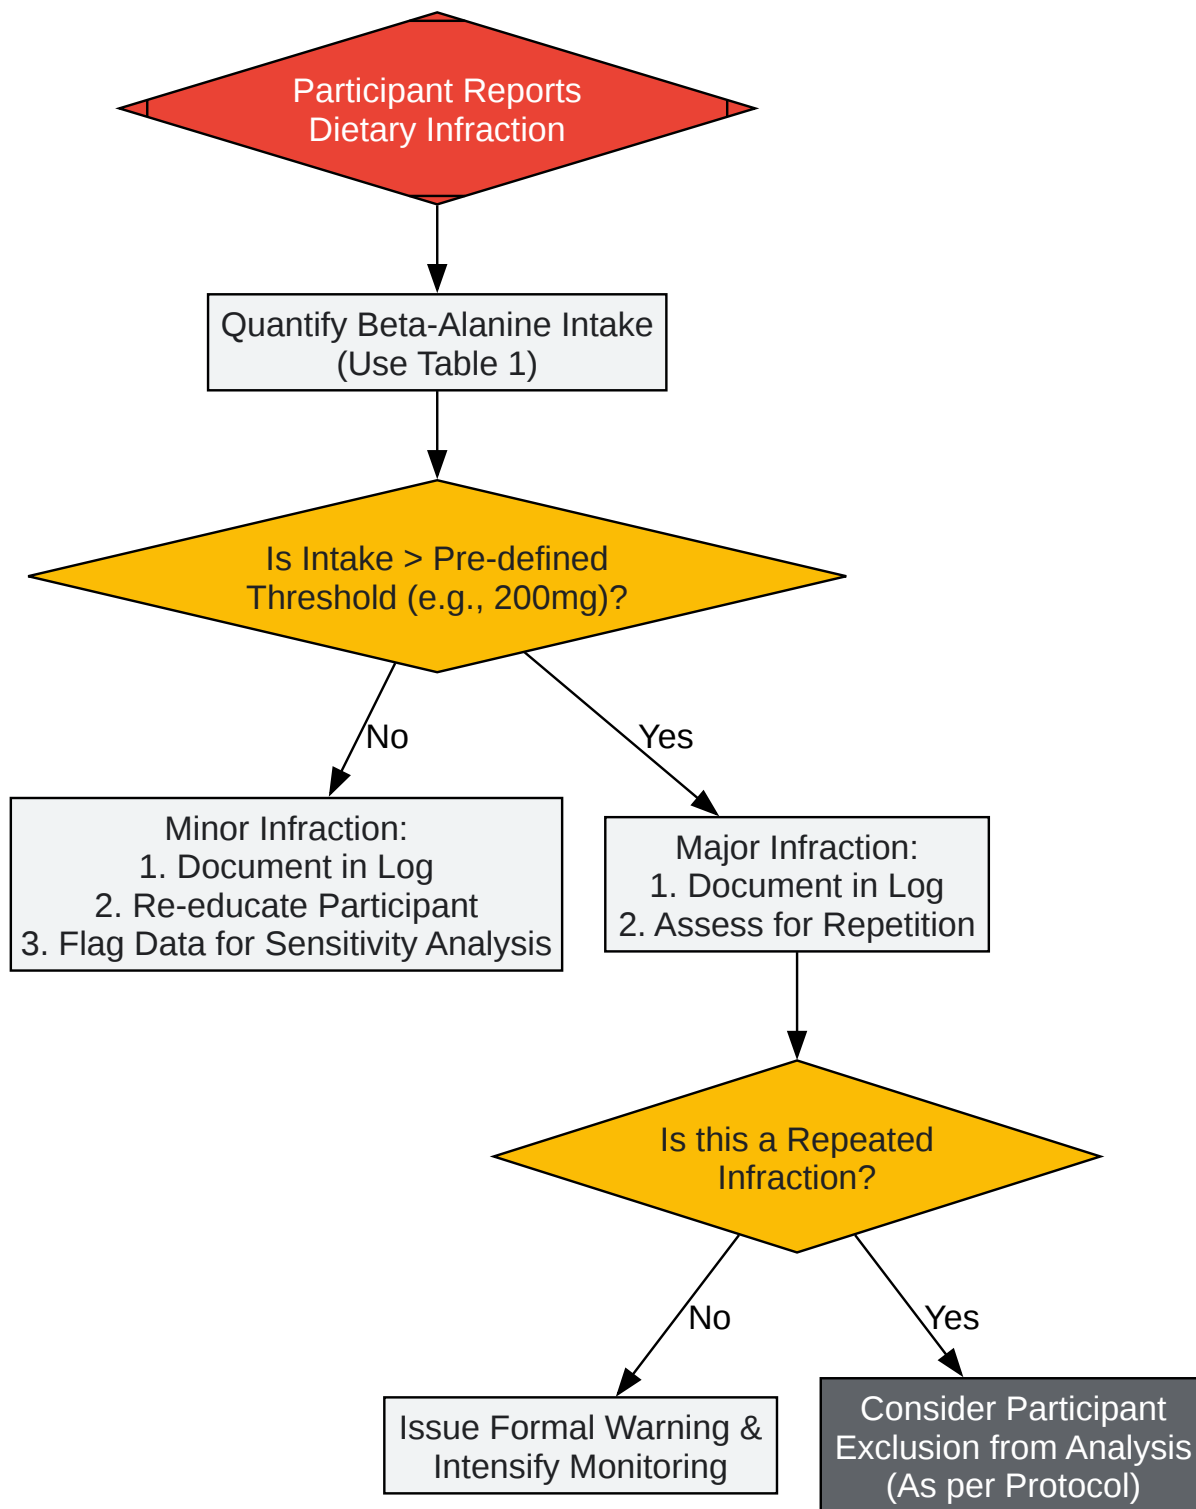 Participant Reports
Dietary Infraction
Quantify Beta-Alanine Intake
(Use Table 1)
Is Intake > Pre-defined
Threshold (e.g., 200mg)?
No
Yes
Minor Infraction:
1. Document in Log
2. Re-educate Participant
3. Flag Data for Sensitivity Analysis
Major Infraction:
1. Document in Log
2. Assess for Repetition
Is this a Repeated
Infraction?
No
Yes
Issue Formal Warning &
Intensify Monitoring
Consider Participant
Exclusion from Analysis
(As per Protocol)